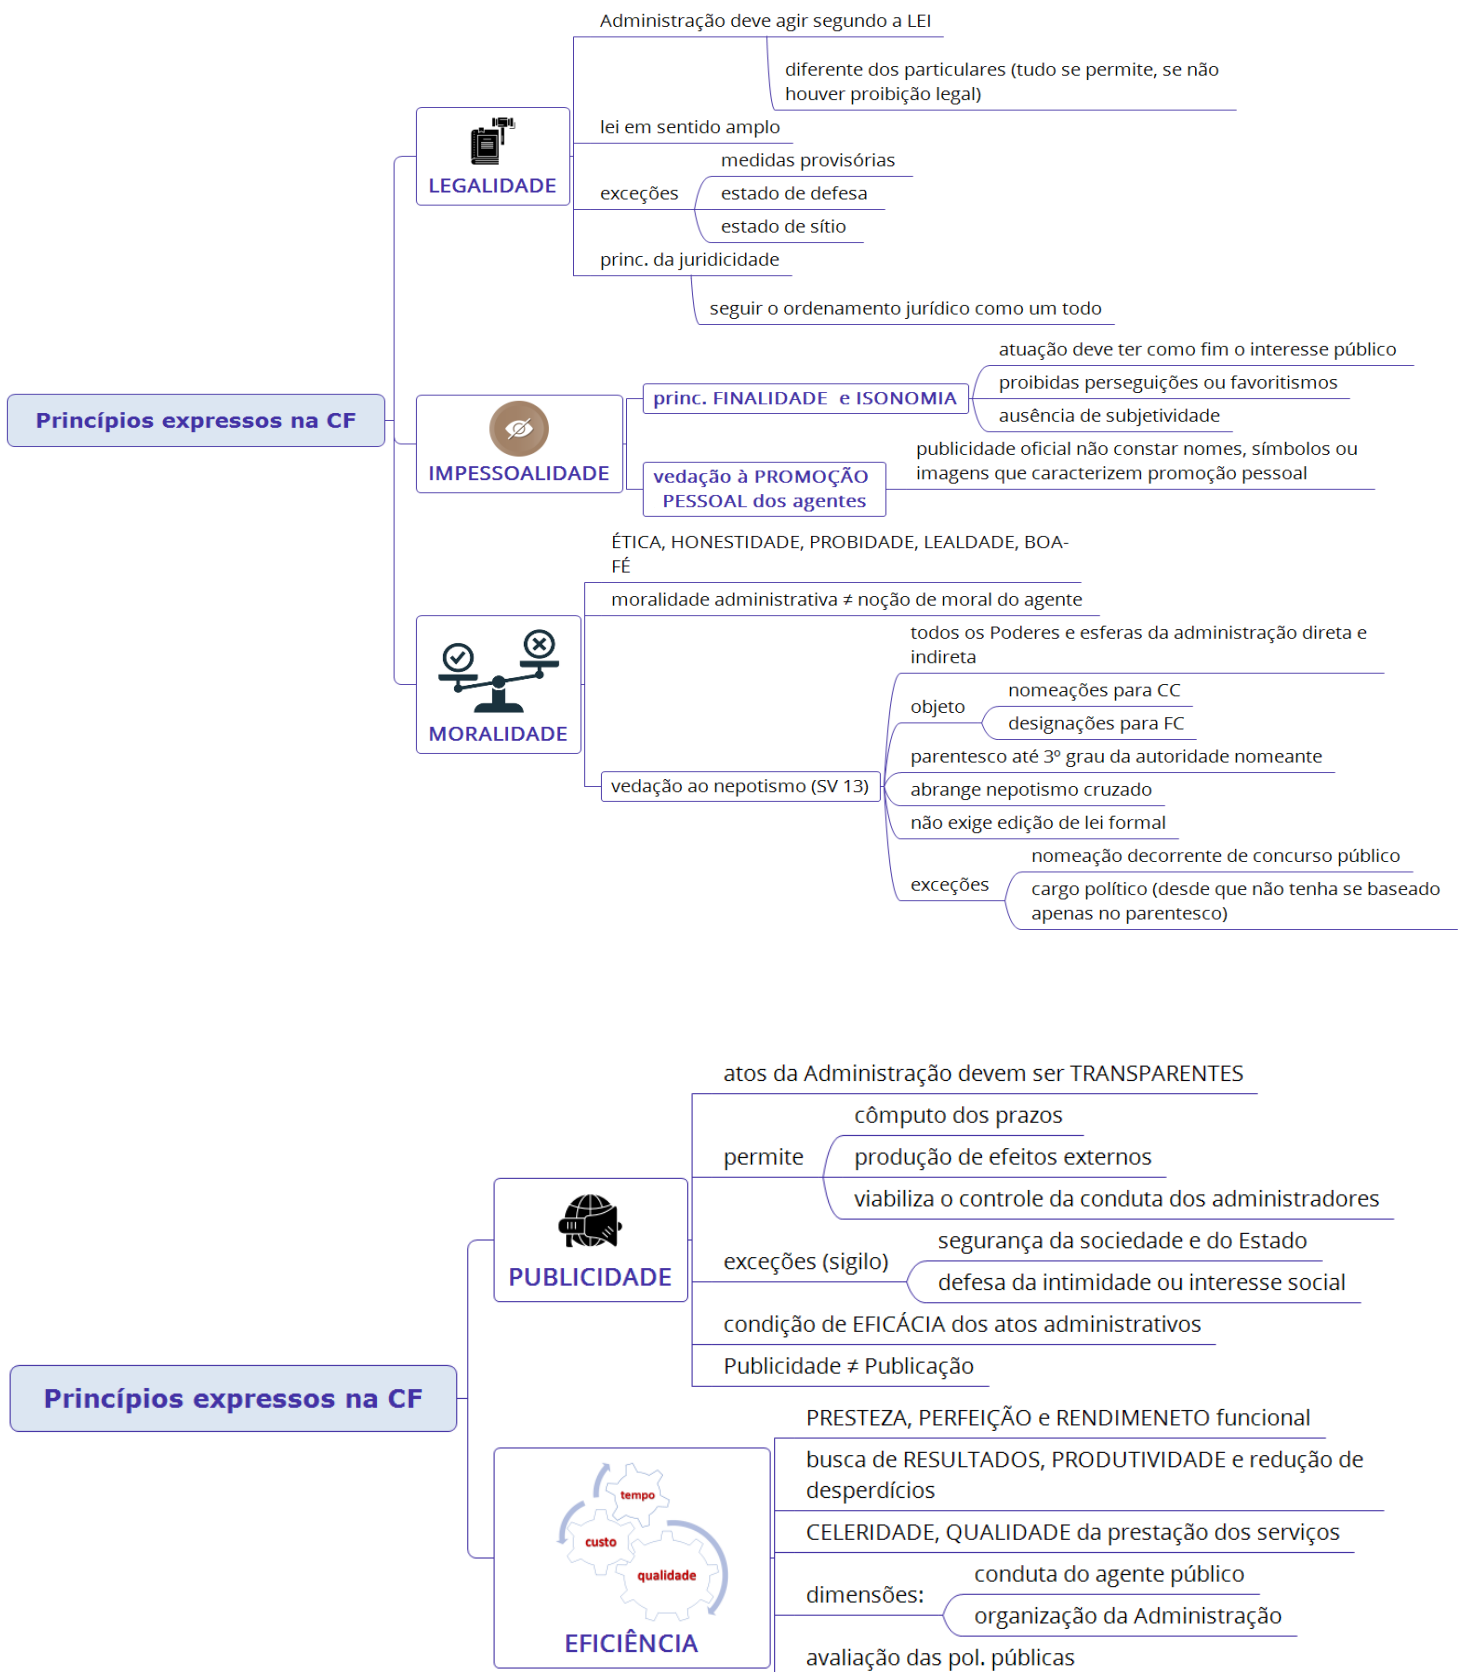 Princípios expressos na CF
LEGALIDADE
Administração deve agir segundo a LEI
diferente dos particulares (tudo se permite, se não
houver proibição legal)
lei em sentido amplo
exceções
medidas provisórias
estado de defesa
estado de sítio
princ. da juridicidade
seguir o ordenamento jurídico como um todo
IMPESSOALIDADE
princ. FINALIDADE e ISONOMIA
atuação deve ter como fim o interesse público
proibidas perseguições ou favoritismos
ausência de subjetividade
vedação à PROMOÇÃO
PESSOAL dos agentes
publicidade oficial não constar nomes, símbolos ou
imagens que caracterizem promoção pessoal
MORALIDADE
ÉTICA, HONESTIDADE, PROBIDADE, LEALDADE, BOA-
FÉ
moralidade administrativa ≠ noção de moral do agente
vedação ao nepotismo (SV 13)
todos os Poderes e esferas da administração direta e
indireta
objeto
nomeações para CC
designações para FC
parentesco até 3º grau da autoridade nomeante
abrange nepotismo cruzado
não exige edição de lei formal
exceções
nomeação decorrente de concurso público
cargo político (desde que não tenha se baseado
apenas no parentesco)
Princípios expressos na CF
PUBLICIDADE
atos da Administração devem ser TRANSPARENTES
permite
cômputo dos prazos
produção de efeitos externos
viabiliza o controle da conduta dos administradores
exceções (sigilo)
segurança da sociedade e do Estado
defesa da intimidade ou interesse social
condição de EFICÁCIA dos atos administrativos
Publicidade ≠ Publicação
tempo
custo
qualidade
EFICIÊNCIA
PRESTEZA, PERFEIÇÃO e RENDIMENETO funcional
busca de RESULTADOS, PRODUTIVIDADE e redução de
desperdícios
CELERIDADE, QUALIDADE da prestação dos serviços
dimensões:
conduta do agente público
organização da Administração
avaliação das pol. públicas